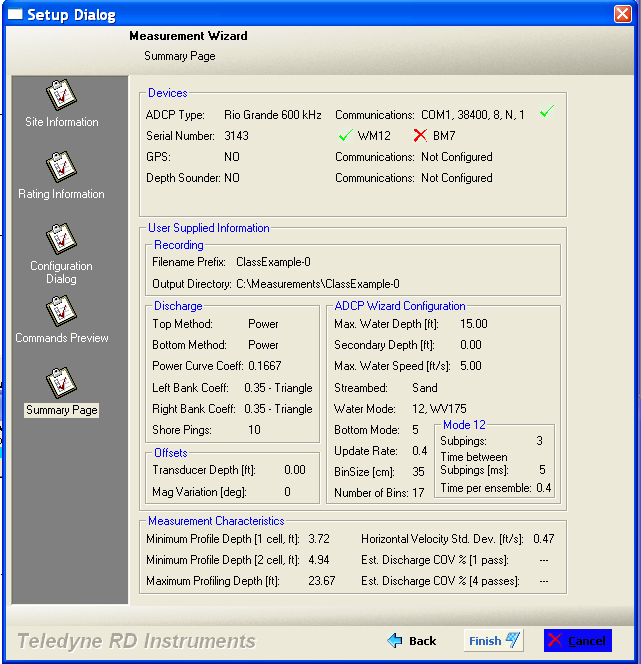 Setup Dialog
Measurement Wizard
Summary Page
Site Information
Rating Information
Configuration
Dialog
Commands Preview
Summary Page
Devices
ADCP Type: Rio Grande 600 kHz Communications: COM1, 38400, 8, N, 1
Serial Number: 3143 WM12 BM7
GPS: NO Communications: Not Configured
Depth Sounder: NO Communications: Not Configured
User Supplied Information
Recording
Filename Prefix: ClassExample-0
Output Directory: C:\Measurements\ClassExample-0
Discharge
Top Method: Power
Bottom Method: Power
Power Curve Coeff: 0.1667
Left Bank Coeff: 0.35 - Triangle
Right Bank Coeff: 0.35 - Triangle
Shore Pings: 10
Offsets
Transducer Depth [ft]: 0.00
Mag Variation [deg]: 0
ADCP Wizard Configuration
Max. Water Depth [ft]: 15.00
Secondary Depth [ft]: 0.00
Max. Water Speed [ft/s]: 5.00
Streambed: Sand
Water Mode: 12, WV175
Bottom Mode: 5
Update Rate: 0.4
BinSize [cm]: 35
Number of Bins: 17
Mode 12
Subpings: 3
Time between
Subpings [ms]: 5
Time per ensemble: 0.4
Measurement Characteristics
Minimum Profile Depth [1 cell, ft]: 3.72 Horizontal Velocity Std. Dev. [ft/s]: 0.47
Minimum Profile Depth [2 cell, ft]: 4.94 Est. Discharge COV % [1 pass]: ---
Maximum Profiling Depth [ft]: 23.67 Est. Discharge COV % [4 passes]: ---
Teledyne RD Instruments
Back Finish Cancel